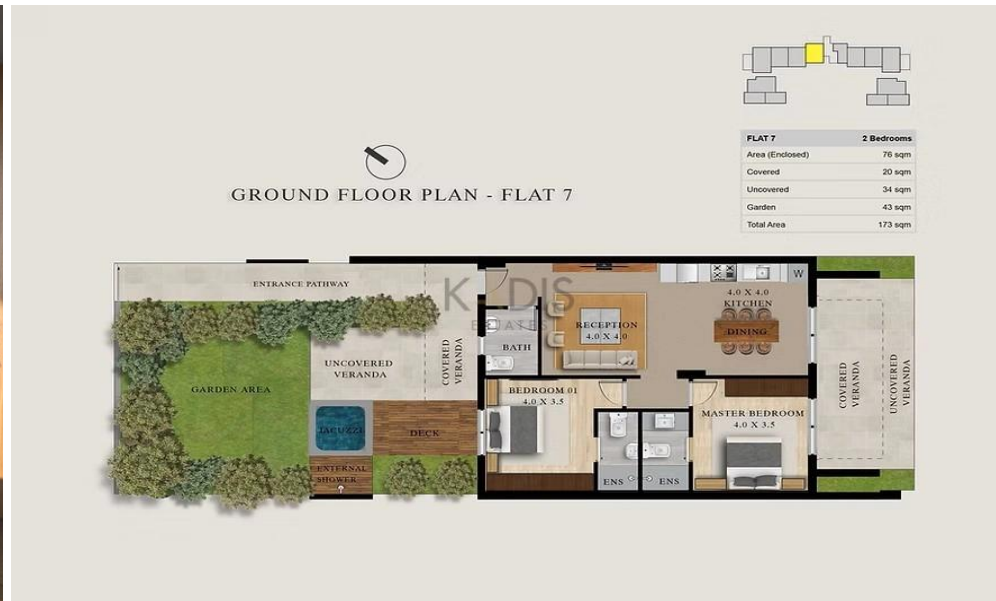 GROUND FLOOR PLAN - FLAT 7
FLAT 7 2 Bedrooms
Area (Enclosed) 76 sqm
Covered 20 sqm
Uncovered 34 sqm
Garden 43 sqm
Total Area 173 sqm
ENTRANCE PATHWAY
W
4.0 X 4.0
KITCHEN
ESTATES
RECEPTION
4.0 X 4.0
DINING
BATH
UNCOVERED
VERANDA
COVERED
VERANDA
GARDEN AREA
BEDROOM 01
4.0 X 3.5
COVERED
VERANDA
UNCOVERED
VERANDA
MASTER BEDROOM
4.0 X 3.5
JACUZZI
DECK
EXTERNAL
SHOWER
ENS
ENS